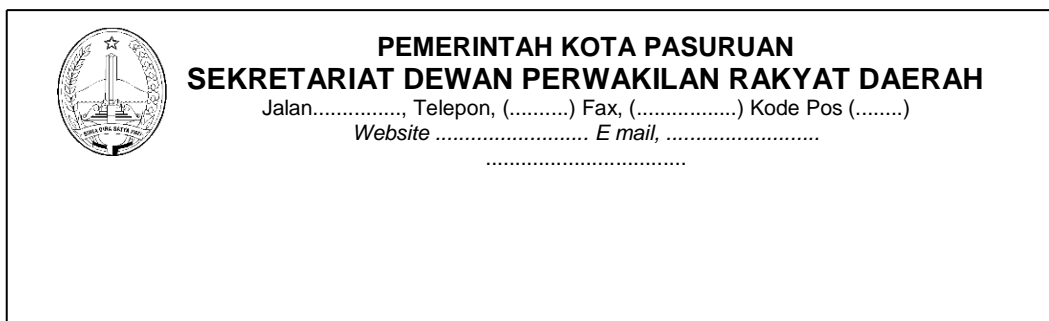 PEMERINTAH KOTA PASURUAN
SEKRETARIAT DEWAN PERWAKILAN RAKYAT DAERAH
Jalan..............., Telepon, (..........) Fax, (.................) Kode Pos (........)
Website .......................... E mail, ..........................
..................................